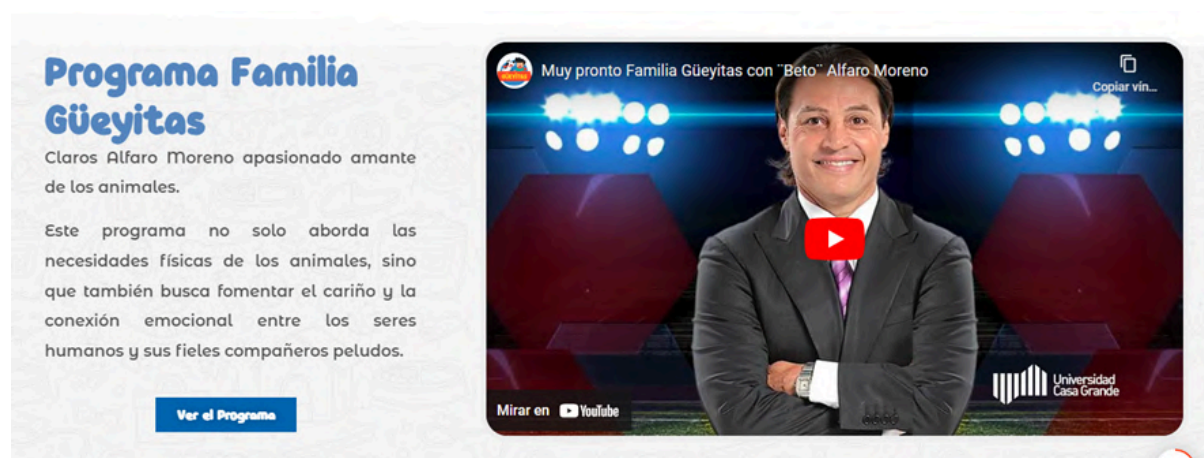 Programa Familia
Güeyitas
Claros Alfaro Moreno apasionado amante
de los animales.
Este programa no solo aborda las
necesidades físicas de los animales, sino
que también busca fomentar el cariño y la
conexión emocional entre los seres
humanos y sus fieles compañeros peludos.
Ver el Programa
GÜEYITAS
Muy pronto Familia Güeyitas con ¨Beto¨ Alfaro Moreno
Copiar vín...
Universidad
Casa Grande
Mirar en YouTube